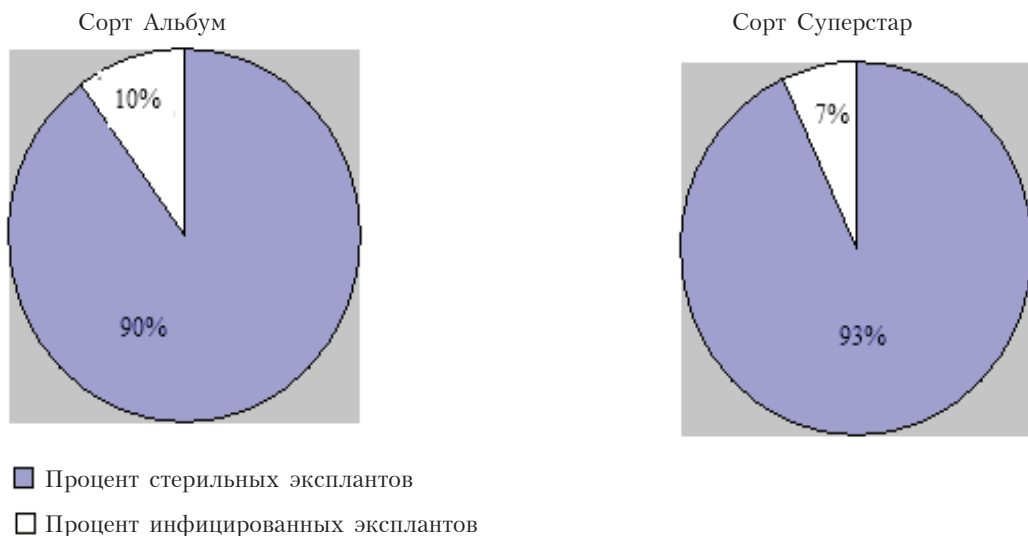 Сорт Альбум
Сорт Суперстар
10%
7%
90%
93%
Процент стерильных эксплантов
Процент инфицированных эксплантов